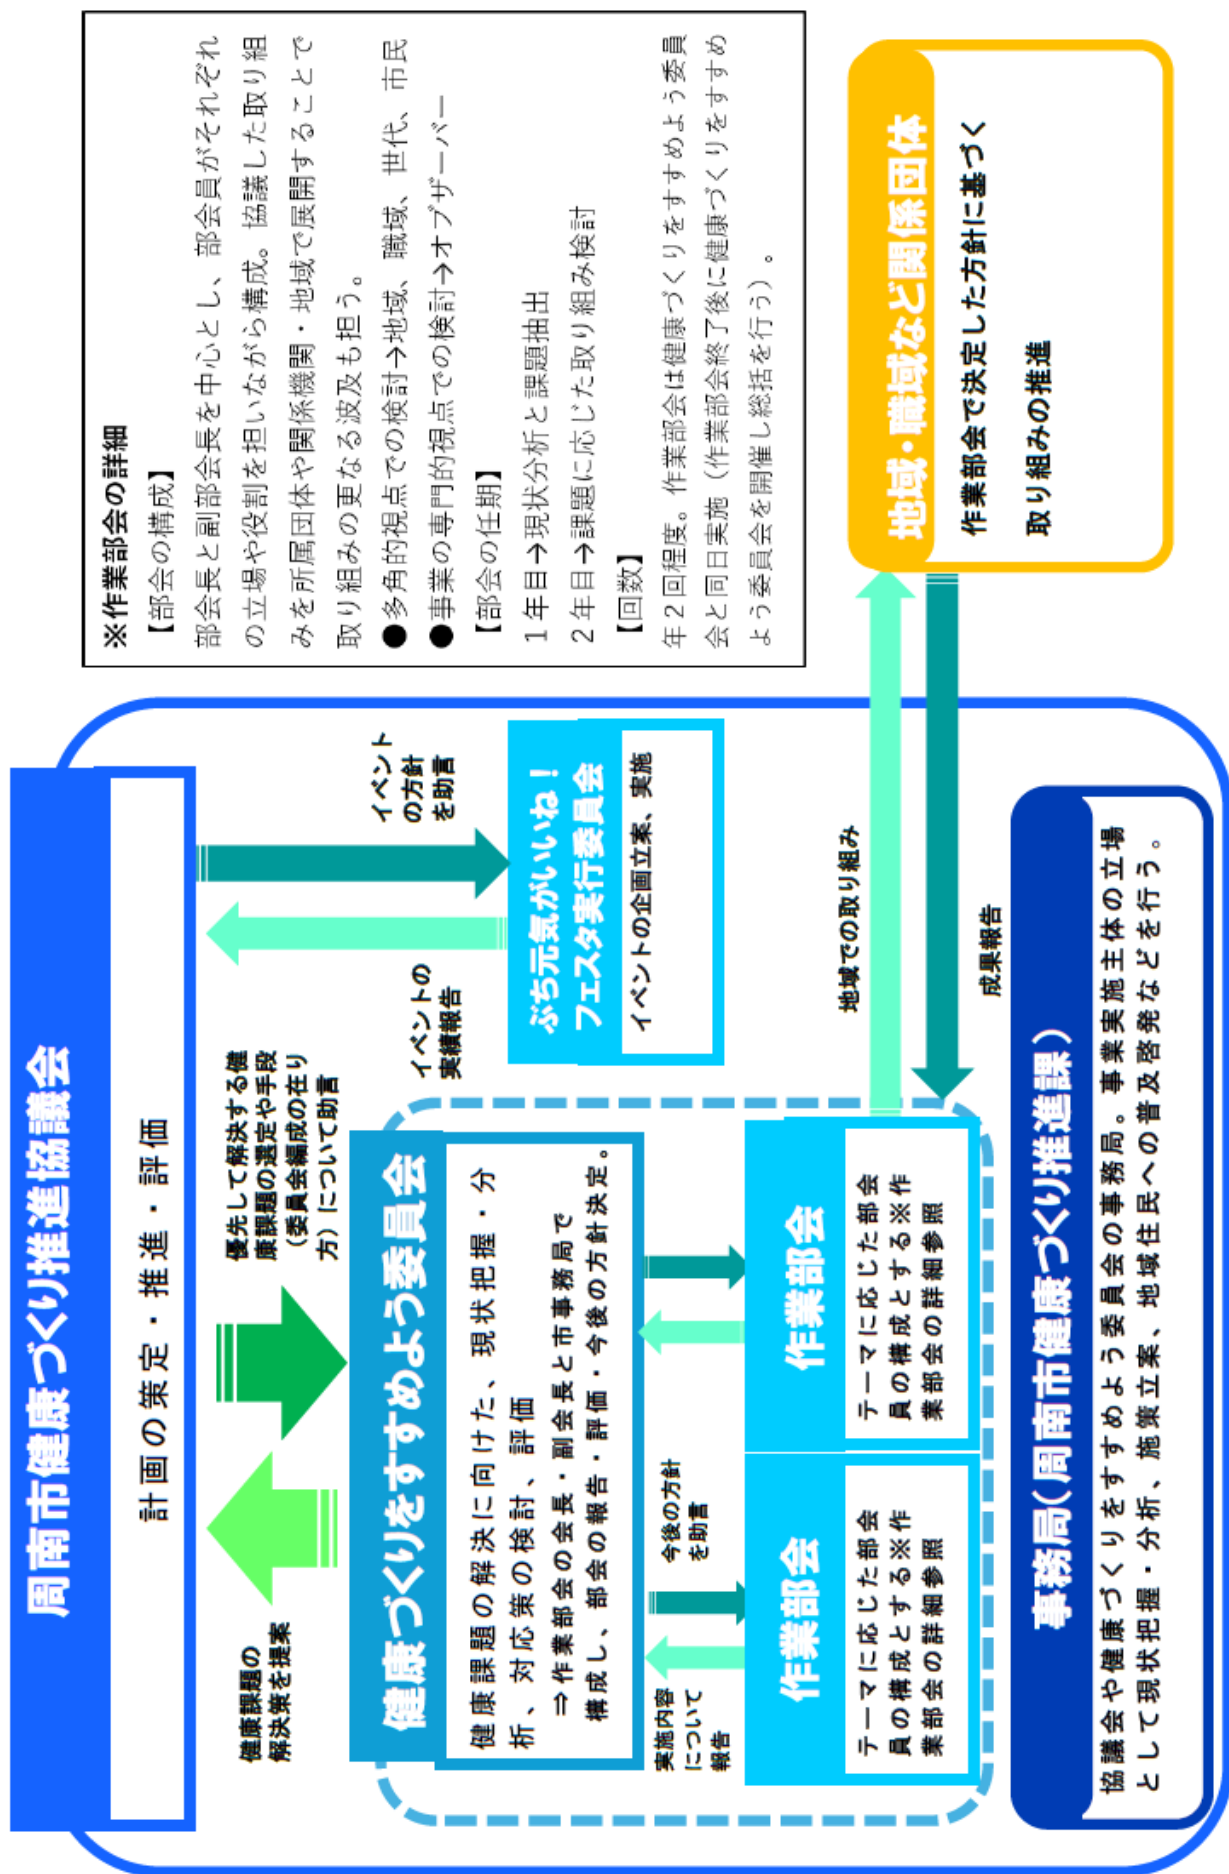 周南市健康づくり推進協議会
計画の策定・推進・評価
健康課題の
解決策を提案
優先して解決する健
康課題の選定や手段
（委員会編成の在り
方）について助言
イベントの
実績報告
イベント
の方針
を助言
健康づくりをすすめよう委員会
健康課題の解決に向けた、現状把握・分
析、対応策の検討、評価
⇒作業部会の会長・副会長と市事務局で
構成し、部会の報告・評価・今後の方針決定。
ぶち元気がいいね！
フェスタ実行委員会
イベントの企画立案、実施
実施内容
について
報告
今後の方針
を助言
作業部会
テーマに応じた部会
員の構成とする※作
業部会の詳細参照
作業部会
テーマに応じた部会
員の構成とする※作
業部会の詳細参照
地域での取り組み
成果報告
事務局（周南市健康づくり推進課）
協議会や健康づくりをすすめよう委員会の事務局。事業実施主体の立場
として現状把握・分析、施策立案、地域住民への普及啓発などを行う。
※作業部会の詳細
【部会の構成】
部会長と副部会長を中心とし、部会員がそれぞれ
の立場や役割を担いながら構成。協議した取り組
みを所属団体や関係機関・地域で展開することで
取り組みの更なる波及も担う。
●多角的視点での検討→地域、職域、世代、市民
●事業の専門的視点での検討→オブザーバー
【部会の任期】
1年目→現状分析と課題抽出
2年目→課題に応じた取り組み検討
【回数】
年２回程度。作業部会は健康づくりをすすめよう委員
会と同日実施（作業部会終了後に健康づくりをすすめ
よう委員会を開催し総括を行う）。
地域・職域など関係団体
作業部会で決定した方針に基づく
取り組みの推進